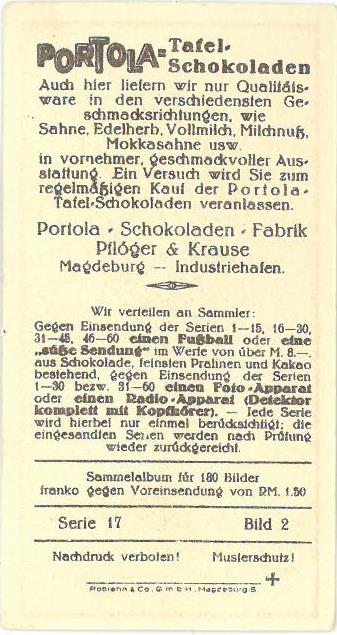 PORTOLA=Tafel-
Schokoladen
Auch hier liefern wir nur Qualitäts-
ware in den verschiedensten Ge-
schmacksrichtungen, wie
Sahne, Edelherb, Vollmilch, Milchnuß,
Mokkasahne usw.
in vornehmer, geschmackvoller Aus-
stattung. Ein Versuch wird Sie zum
regelmäßigen Kauf der Portola-
Tafel-Schokoladen veranlassen.
Portola - Schokoladen - Fabrik
Pflöger & Krause
Magdeburg — Industriehafen.
Wir verteilen an Sammler:
Gegen Einsendung der Serien 1—15, 16—30,
31—45, 46—60 einen Fußball oder eine
„süße Sendung" im Werte von über M. 8.—,
aus Schokolade, feinsten Pralinen und Kakao
bestehend, gegen Einsendung der Serien
1—30 bezw. 31—60 einen Foto-Apparat
oder einen Radio-Apparat (Detektor
komplett mit Kopfhörer). — Jede Serie
wird hierbei nur einmal berücksichtigt; die
eingesandten Serien werden nach Prüfung
wieder zurückgereicht.
Sammelalbum für 180 Bilder
franko gegen Voreinsendung von RM. 1.50
Serie 17 Bild 2
Nachdruck verboten! Musterschutz!
& Co., G.m.b.H., Magdeburg-B